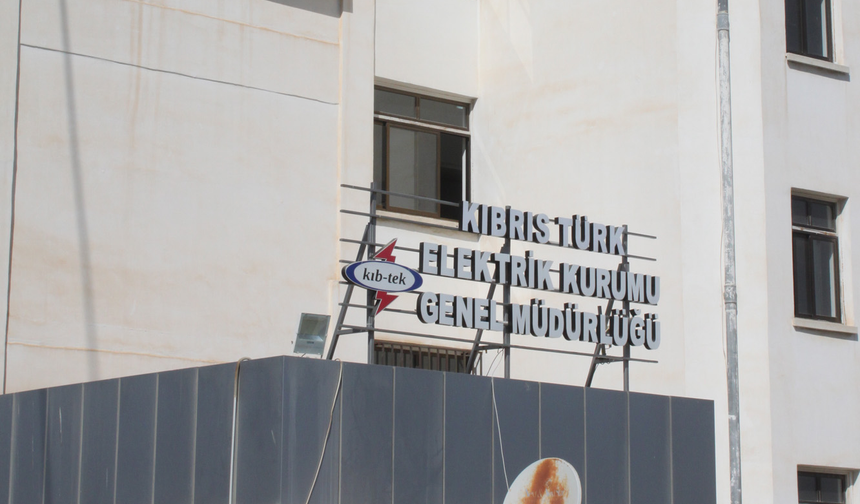 KIBRIS TÜRK
kıb-tek
ELEKTRİK KURUMU
GENEL MÜDÜRLÜĞÜ